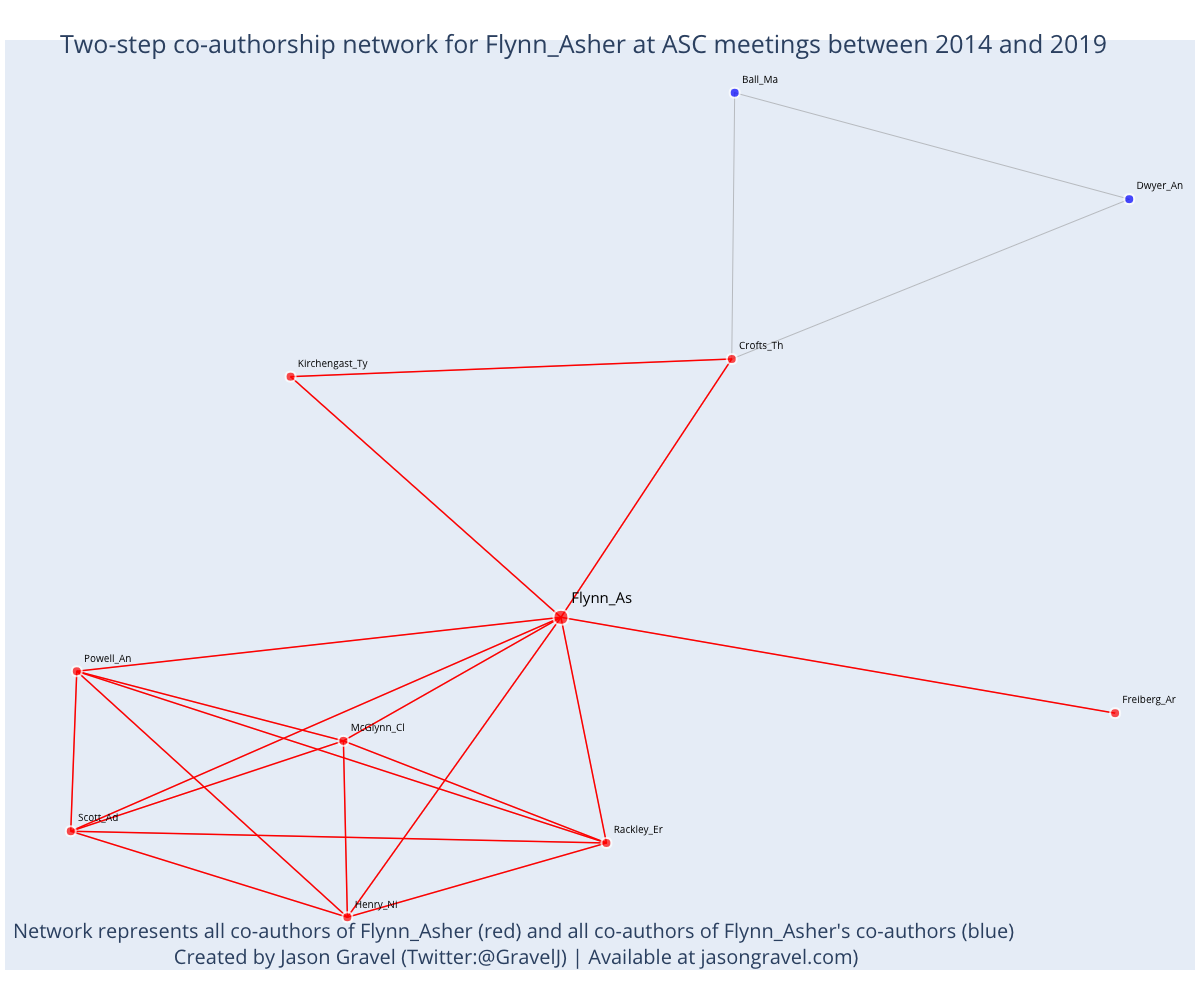 Two-step co-authorship network for Flynn_Asher at ASC meetings between 2014 and 2019
Ball_Ma
Dwyer_An
Crofts_Th
Kirchengast_Ty
Flynn_As
Powell_An
Freiberg_Ar
McGlynn_Cl
Scott_Ad
Rackley_Er
Henry_Ni
Network represents all co-authors of Flynn_Asher (red) and all co-authors of Flynn_Asher's co-authors (blue)
Created by Jason Gravel (Twitter:@GravelJ) | Available at jasongravel.com)